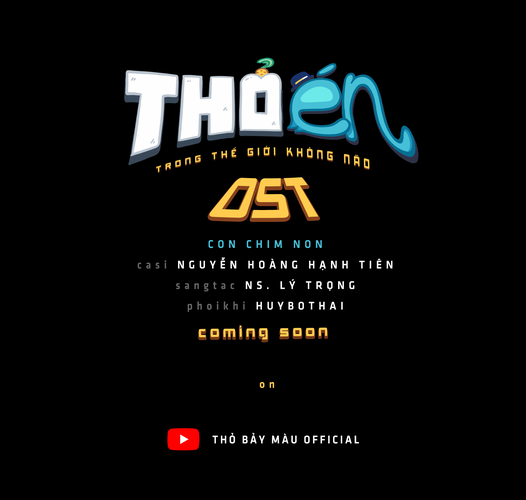 THỎ én
TRONG THẾ GIỚI KHÔNG NÃO
OST
CON CHIM NON
casi NGUYỄN HOÀNG HẠNH TIÊN
sangtac NS. LÝ TRỌNG
phoikhi HUYBOTHAI
coming soon
on
THỎ BẢY MÀU OFFICIAL